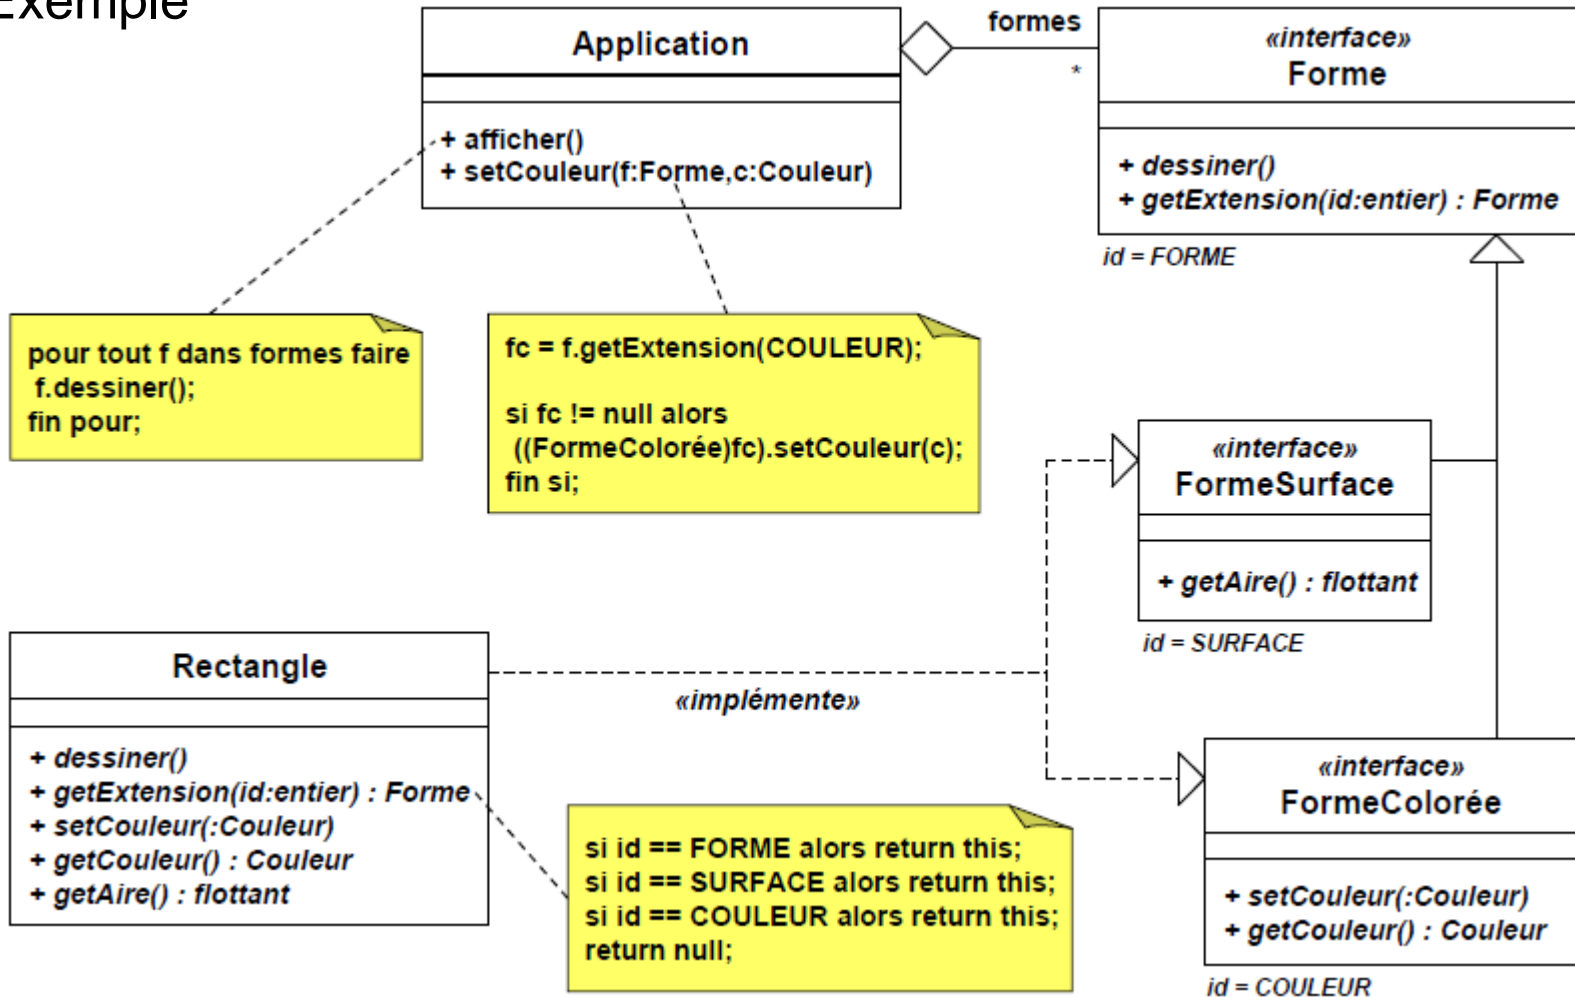 Exemple
Application
+ afficher()
+ setCouleur(f:Forme,c:Couleur)
formes
*
«interface»
Forme
+ dessiner()
+ getExtension(id:entier) : Forme
id = FORME
pour tout f dans formes faire
f.dessiner();
fin pour;
fc = f.getExtension(COULEUR);
si fc != null alors
((FormeColorée)fc).setCouleur(c);
fin si;
«interface»
FormeSurface
+ getAire() : flottant
id = SURFACE
Rectangle
+ dessiner()
+ getExtension(id:entier) : Forme
+ setCouleur(:Couleur)
+ getCouleur() : Couleur
+ getAire() : flottant
«implémente»
si id == FORME alors return this;
si id == SURFACE alors return this;
si id == COULEUR alors return this;
return null;
«interface»
FormeColorée
+ setCouleur(:Couleur)
+ getCouleur() : Couleur
id = COULEUR